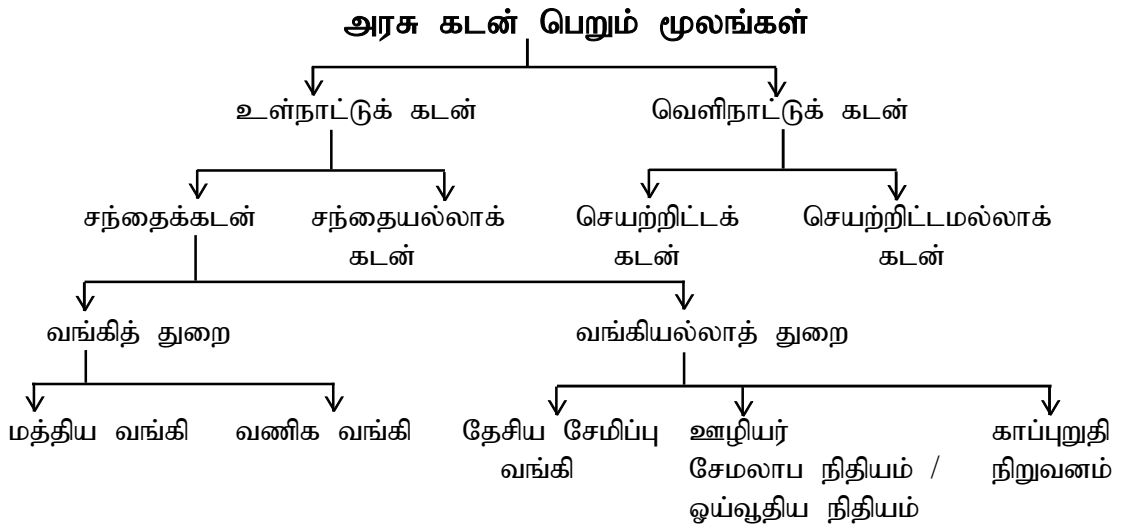 அரசு கடன் பெறும் மூலங்கள்
உள்நாட்டுக் கடன் வெளிநாட்டுக் கடன்
சந்தைக்கடன் சந்தையல்லாக் செயற்றிட்டக் செயற்றிட்டமல்லாக்
கடன் கடன் கடன்
வங்கித் துறை வங்கியல்லாத் துறை
மத்திய வங்கி வணிக வங்கி தேசிய சேமிப்பு ஊழியர் காப்புறுதி
வங்கி சேமலாப நிதியம் / நிறுவனம்
ஓய்வூதிய நிதியம்